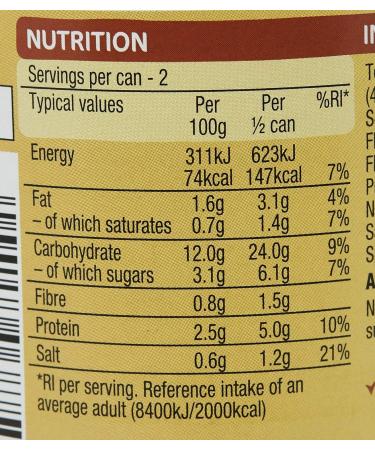 NUTRITION
Servings per can - 2
Typical values Per 100g Per ½ can %RI*
Energy 311kJ 623kJ
74kcal 147kcal 7%
Fat 1.6g 3.1g 4%
– of which saturates 0.7g 1.4g 7%
Carbohydrate 12.0g 24.0g 9%
– of which sugars 3.1g 6.1g 7%
Fibre 0.8g 1.5g
Protein 2.5g 5.0g 10%
Salt 0.6g 1.2g 21%
*RI per serving. Reference intake of an
average adult (8400kJ/2000kcal)